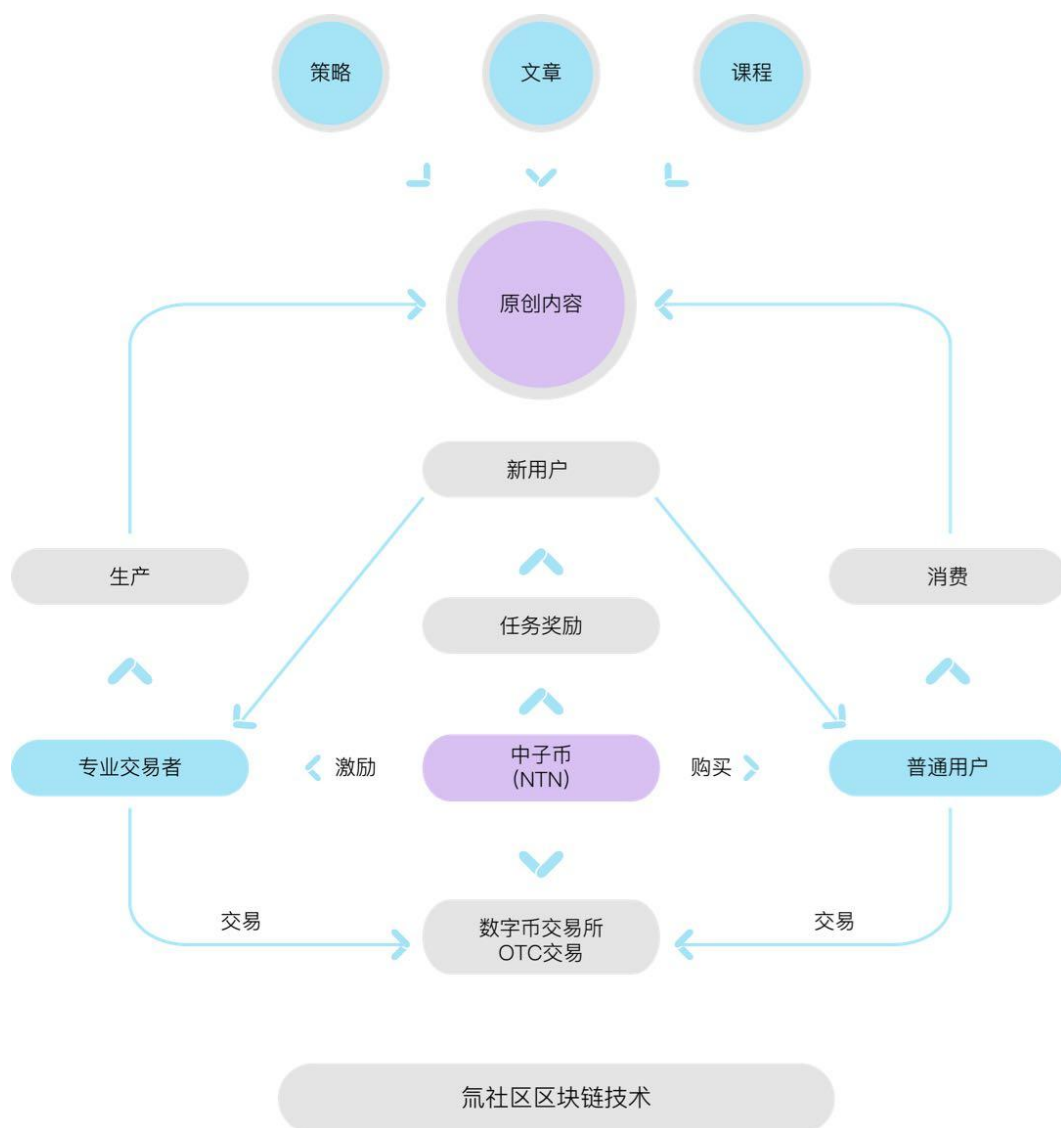 策略
文章
课程
原创内容
新用户
生产
消费
任务奖励
专业交易者
激励
中子币
(NTN)
购买
普通用户
交易
数字币交易所
OTC交易
交易
氚社区区块链技术